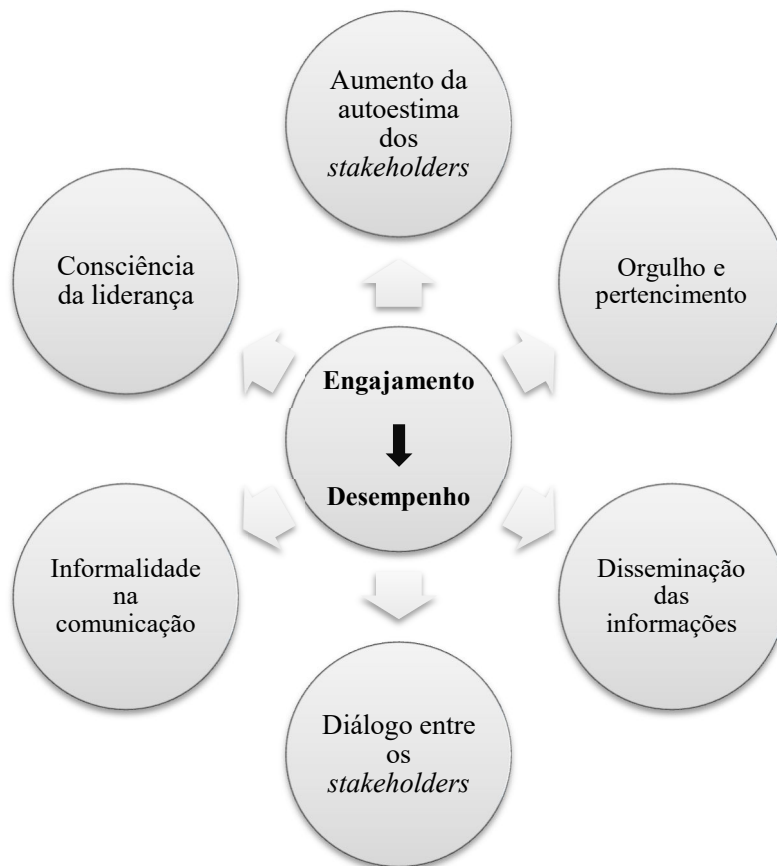 Aumento da
autoestima
dos
stakeholders
Consciência
da liderança
Orgulho e
pertencimento
Engajamento
Desempenho
Informalidade
na
comunicação
Disseminação
das
informações
Diálogo entre
os
stakeholders